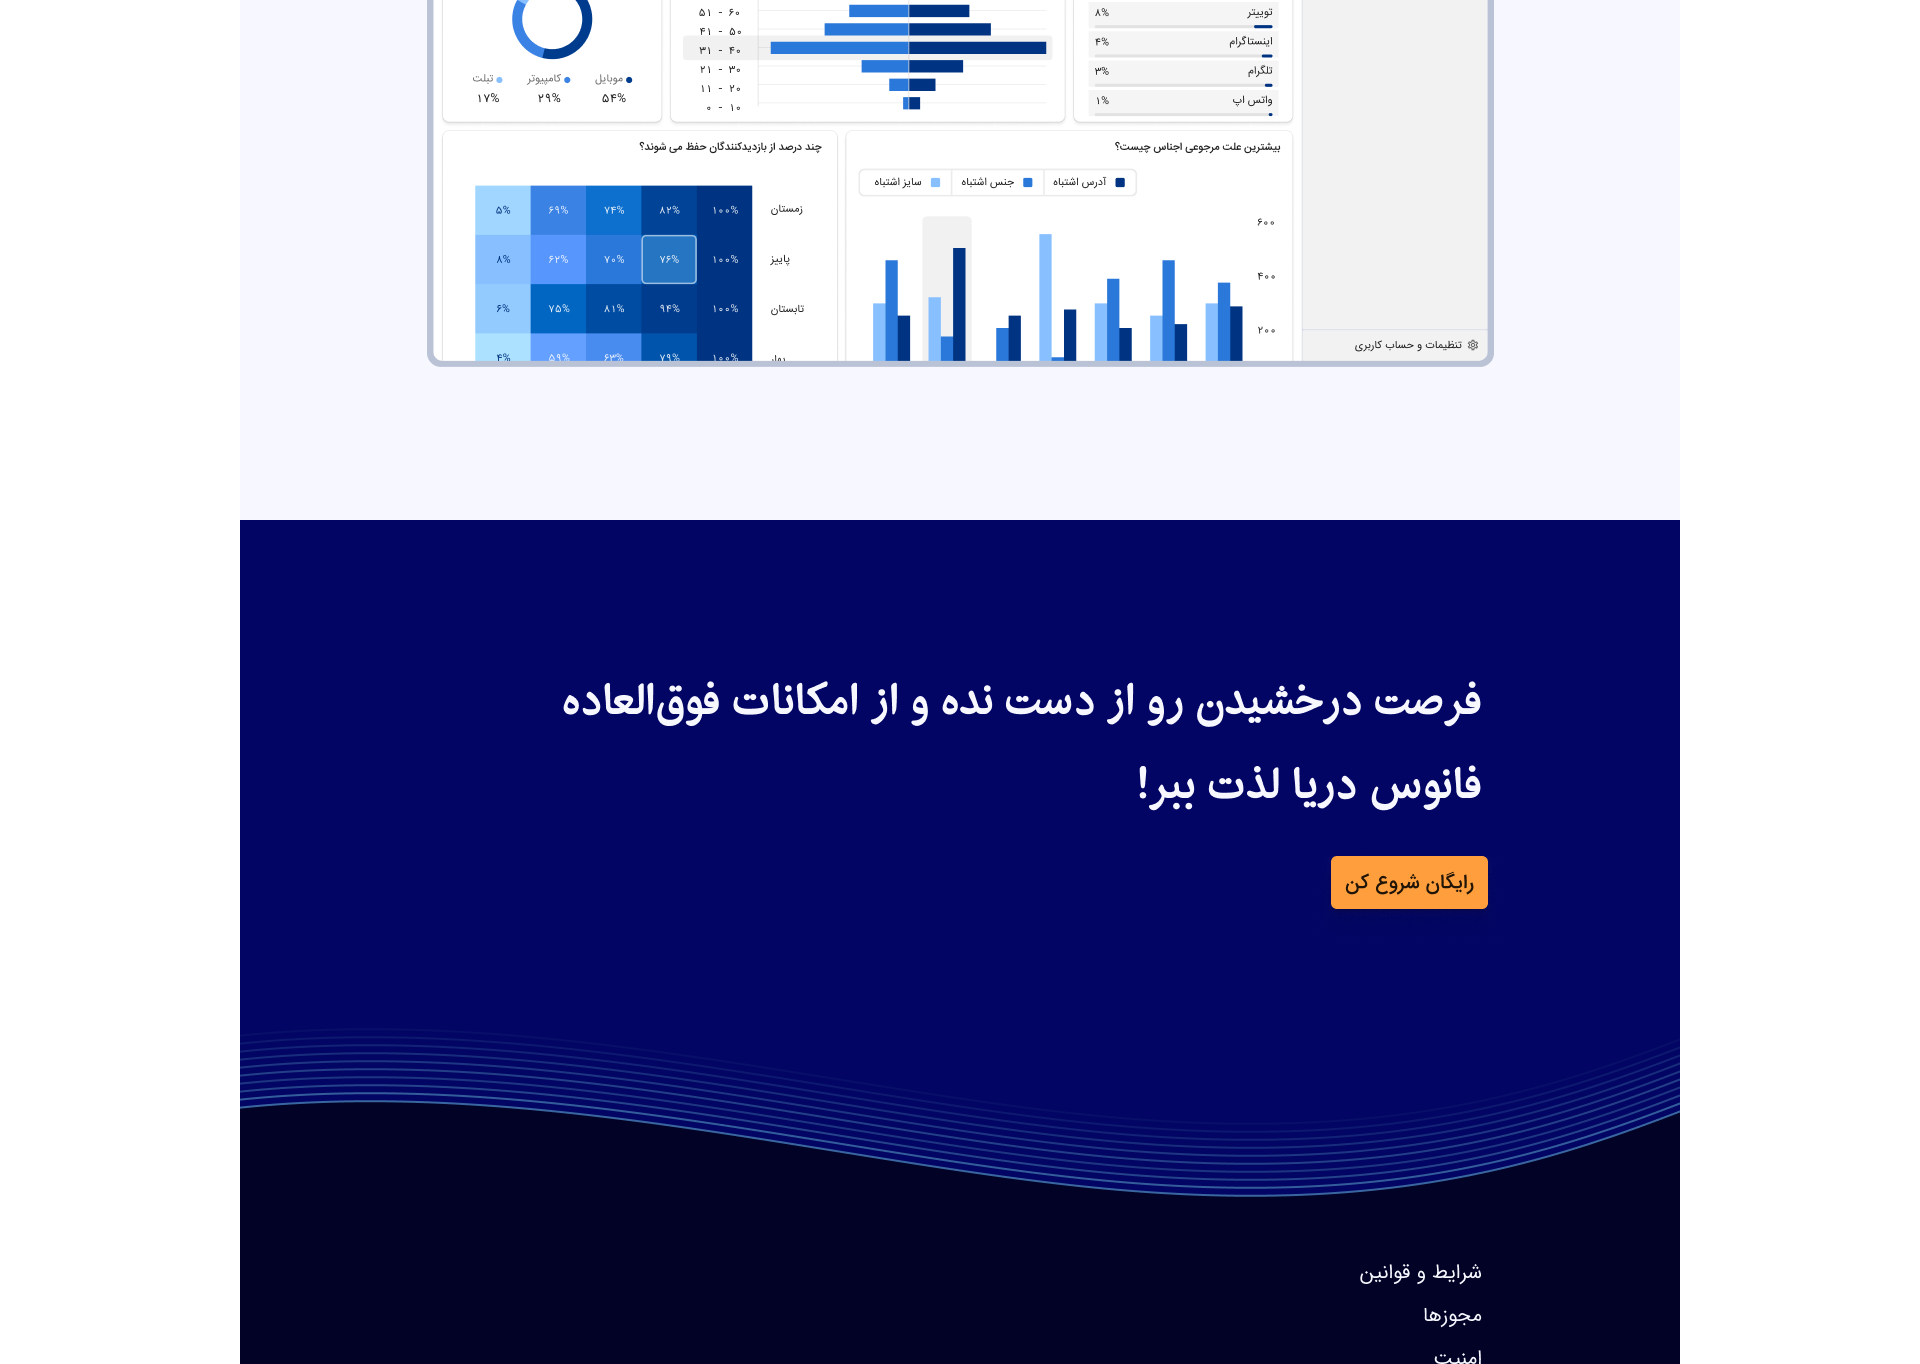 توییتر ۸%
اینستاگرام ۴%
تلگرام ۳%
واتس اپ ۱%
۵۱ - ۶۰
۴۱ - ۵۰
۳۱ - ۴۰
۲۱ - ۳۰
۱۱ - ۲۰
۰ - ۱۰
موبایل کامپیوتر تبلت
۵۴% ۲۹% ۱۷%
بیشترین علت مرجوعی اجناس چیست؟
آدرس اشتباه جنس اشتباه سایز اشتباه
۶۰۰
۴۰۰
۲۰۰
چند درصد از بازدیدکنندگان حفظ می شوند؟
زمستان ۱۰۰% ۸۲% ۷۴% ۶۹% ۵%
پاییز ۱۰۰% ۷۶% ۷۰% ۶۲% ۸%
تابستان ۱۰۰% ۹۴% ۸۱% ۷۵% ۶%
بهار ۱۰۰% ۷۹% ۶۳% ۵۹% ۴%
تنظیمات و حساب کاربری
فرصت درخشیدن رو از دست نده و از امکانات فوق‌العاده
فانوس دریا لذت ببر!
رایگان شروع کن
شرایط و قوانین
مجوزها
امنیت